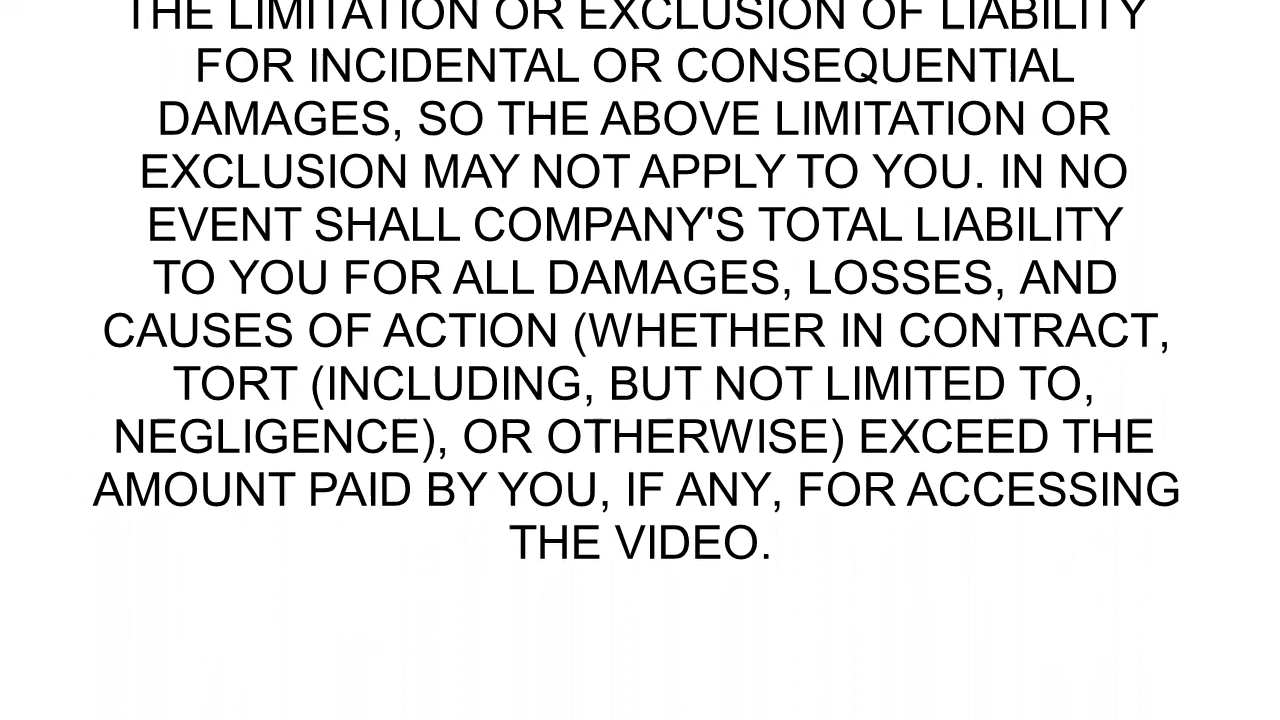 THE LIMITATION OR EXCLUSION OF LIABILITY
FOR INCIDENTAL OR CONSEQUENTIAL
DAMAGES, SO THE ABOVE LIMITATION OR
EXCLUSION MAY NOT APPLY TO YOU. IN NO
EVENT SHALL COMPANY'S TOTAL LIABILITY
TO YOU FOR ALL DAMAGES, LOSSES, AND
CAUSES OF ACTION (WHETHER IN CONTRACT,
TORT (INCLUDING, BUT NOT LIMITED TO,
NEGLIGENCE), OR OTHERWISE) EXCEED THE
AMOUNT PAID BY YOU, IF ANY, FOR ACCESSING
THE VIDEO.